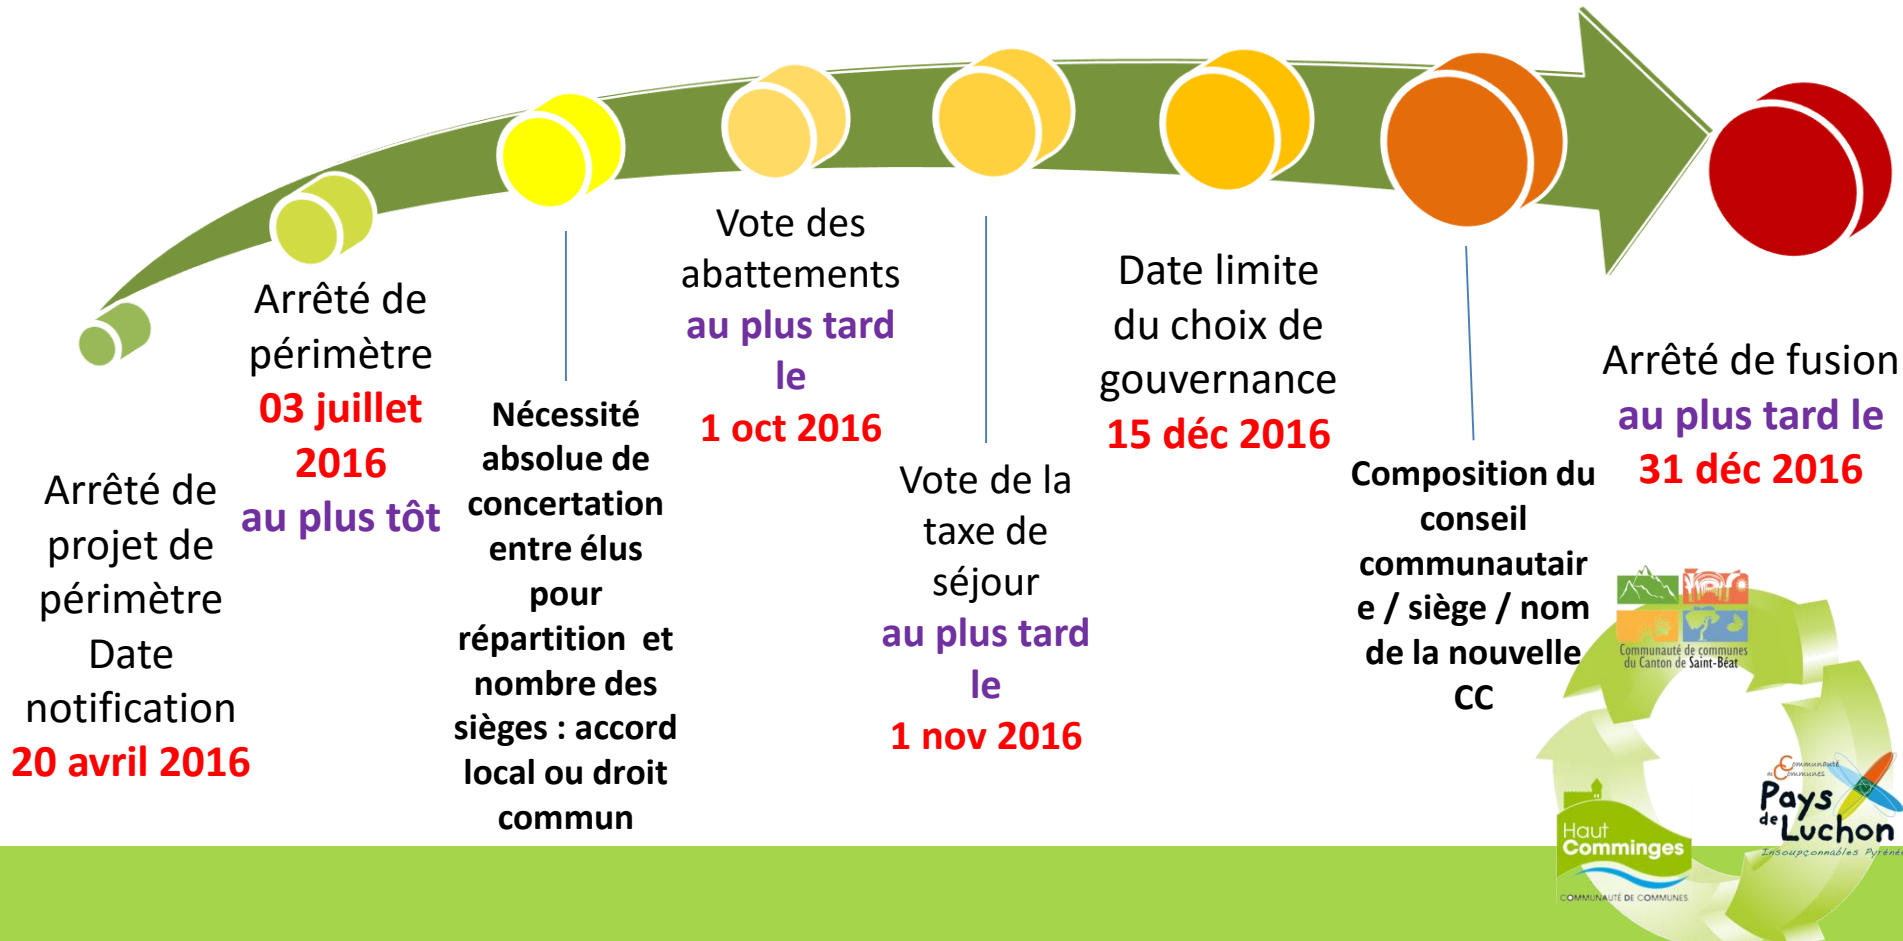 Arrêté de
projet de
périmètre
Date
notification
20 avril 2016
Arrêté de
périmètre
03 juillet
2016
au plus tôt
Nécessité
absolue de
concertation
entre élus
pour
répartition et
nombre des
sièges : accord
local ou droit
commun
Vote des
abattements
au plus tard
le
1 oct 2016
Vote de la
taxe de
séjour
au plus tard
le
1 nov 2016
Date limite
du choix de
gouvernance
15 déc 2016
Composition du
conseil
communautair
e / siège / nom
de la nouvelle
CC
Arrêté de fusion
au plus tard le
31 déc 2016
Communauté de communes
du Canton de Saint-Béat
Communauté
de Communes
Pays
de Luchon
Insoupçonnables Pyrénée
Haut
Comminges
COMMUNAUTÉ DE COMMUNES